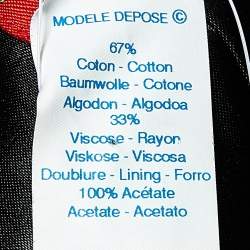 MODELE DEPOSE ©
67%
Coton - Cotton
Baumwolle - Cotone
Algodon - Algodoa
33%
Viscose - Rayon
Viskose - Viscosa
Doublure - Lining - Forro
100% Acétate
Acetate - Acetato